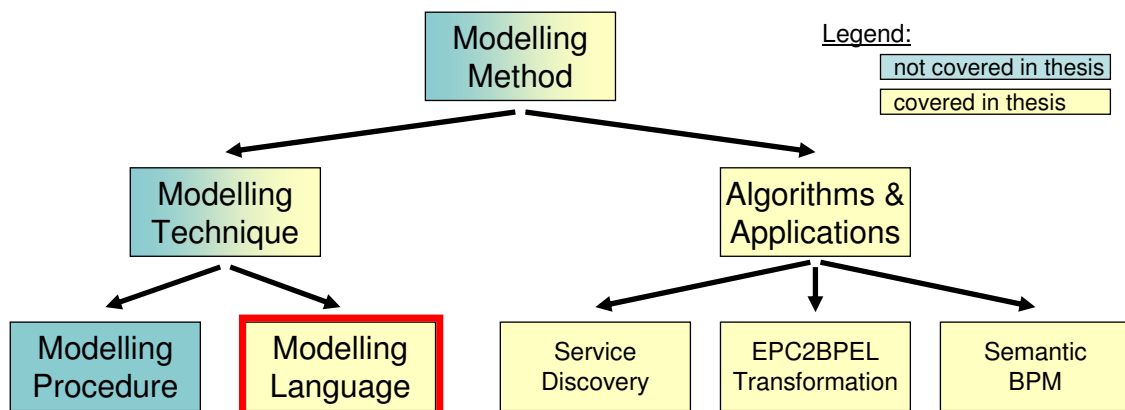 Modelling
Method
Legend:
not covered in thesis
covered in thesis
Modelling
Technique
Algorithms &
Applications
Modelling
Procedure
Modelling
Language
Service
Discovery
EPC2BPEL
Transformation
Semantic
BPM